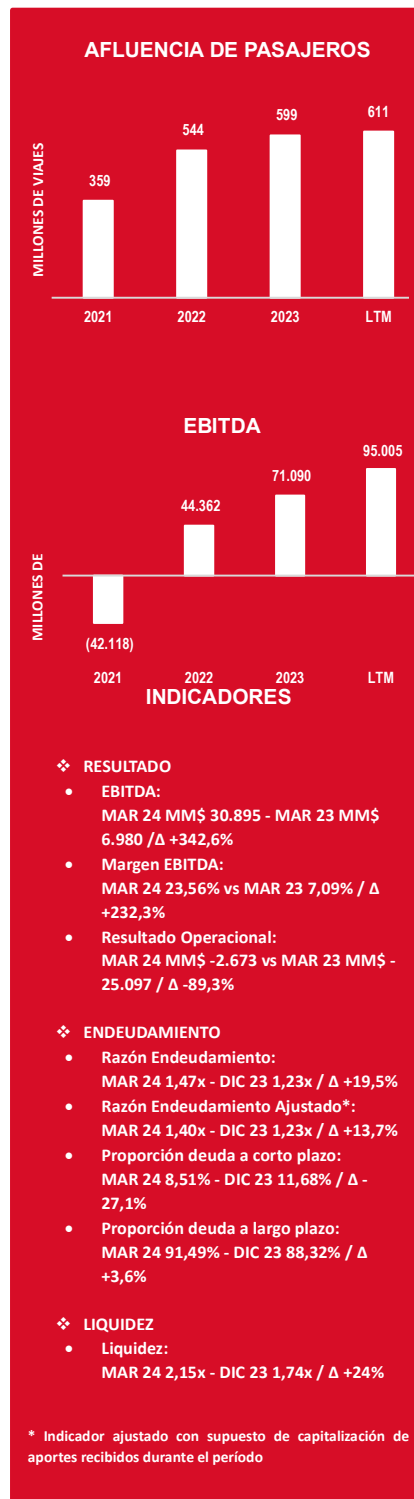 AFLUENCIA DE PASAJEROS
MILLONES DE VIAJES
359
544
599
611
2021
2022
2023
LTM
EBITDA
MILLONES DE
(42.118)
44.362
71.090
95.005
2021
2022
2023
LTM
INDICADORES
❖ RESULTADO
• EBITDA:
MAR 24 MM$ 30.895 - MAR 23 MM$
6.980 /Δ +342,6%
• Margen EBITDA:
MAR 24 23,56% vs MAR 23 7,09% / Δ
+232,3%
• Resultado Operacional:
MAR 24 MM$ -2.673 vs MAR 23 MM$ -
25.097 / Δ -89,3%
❖ ENDEUDAMIENTO
• Razón Endeudamiento:
MAR 24 1,47x - DIC 23 1,23x / Δ +19,5%
• Razón Endeudamiento Ajustado*:
MAR 24 1,40x - DIC 23 1,23x / Δ +13,7%
• Proporción deuda a corto plazo:
MAR 24 8,51% - DIC 23 11,68% / Δ -
27,1%
• Proporción deuda a largo plazo:
MAR 24 91,49% - DIC 23 88,32% / Δ
+3,6%
❖ LIQUIDEZ
• Liquidez:
MAR 24 2,15x - DIC 23 1,74x / Δ +24%
* Indicador ajustado con supuesto de capitalización de
aportes recibidos durante el período